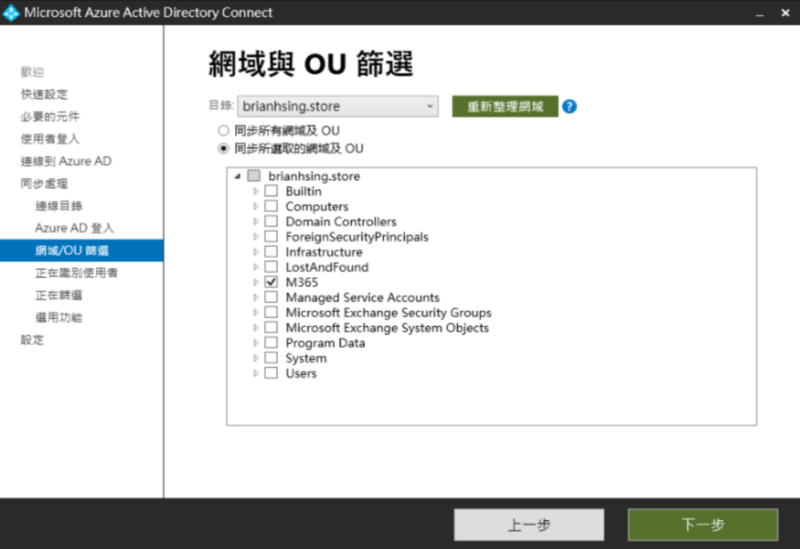 Microsoft Azure Active Directory Connect
歡迎
快速設定
必要的元件
使用者登入
連線到 Azure AD
同步處理
連線目錄
Azure AD 登入
網域/OU 篩選
正在識別使用者
正在篩選
選用功能
設定
網域與 OU 篩選
目錄: brianhsing.store 重新整理網域 ?
同步所有網域及 OU
同步所選取的網域及 OU
brianhsing.store
Builtin
Computers
Domain Controllers
ForeignSecurityPrincipals
Infrastructure
LostAndFound
M365
Managed Service Accounts
Microsoft Exchange Security Groups
Microsoft Exchange System Objects
Program Data
System
Users
上一步 下一步